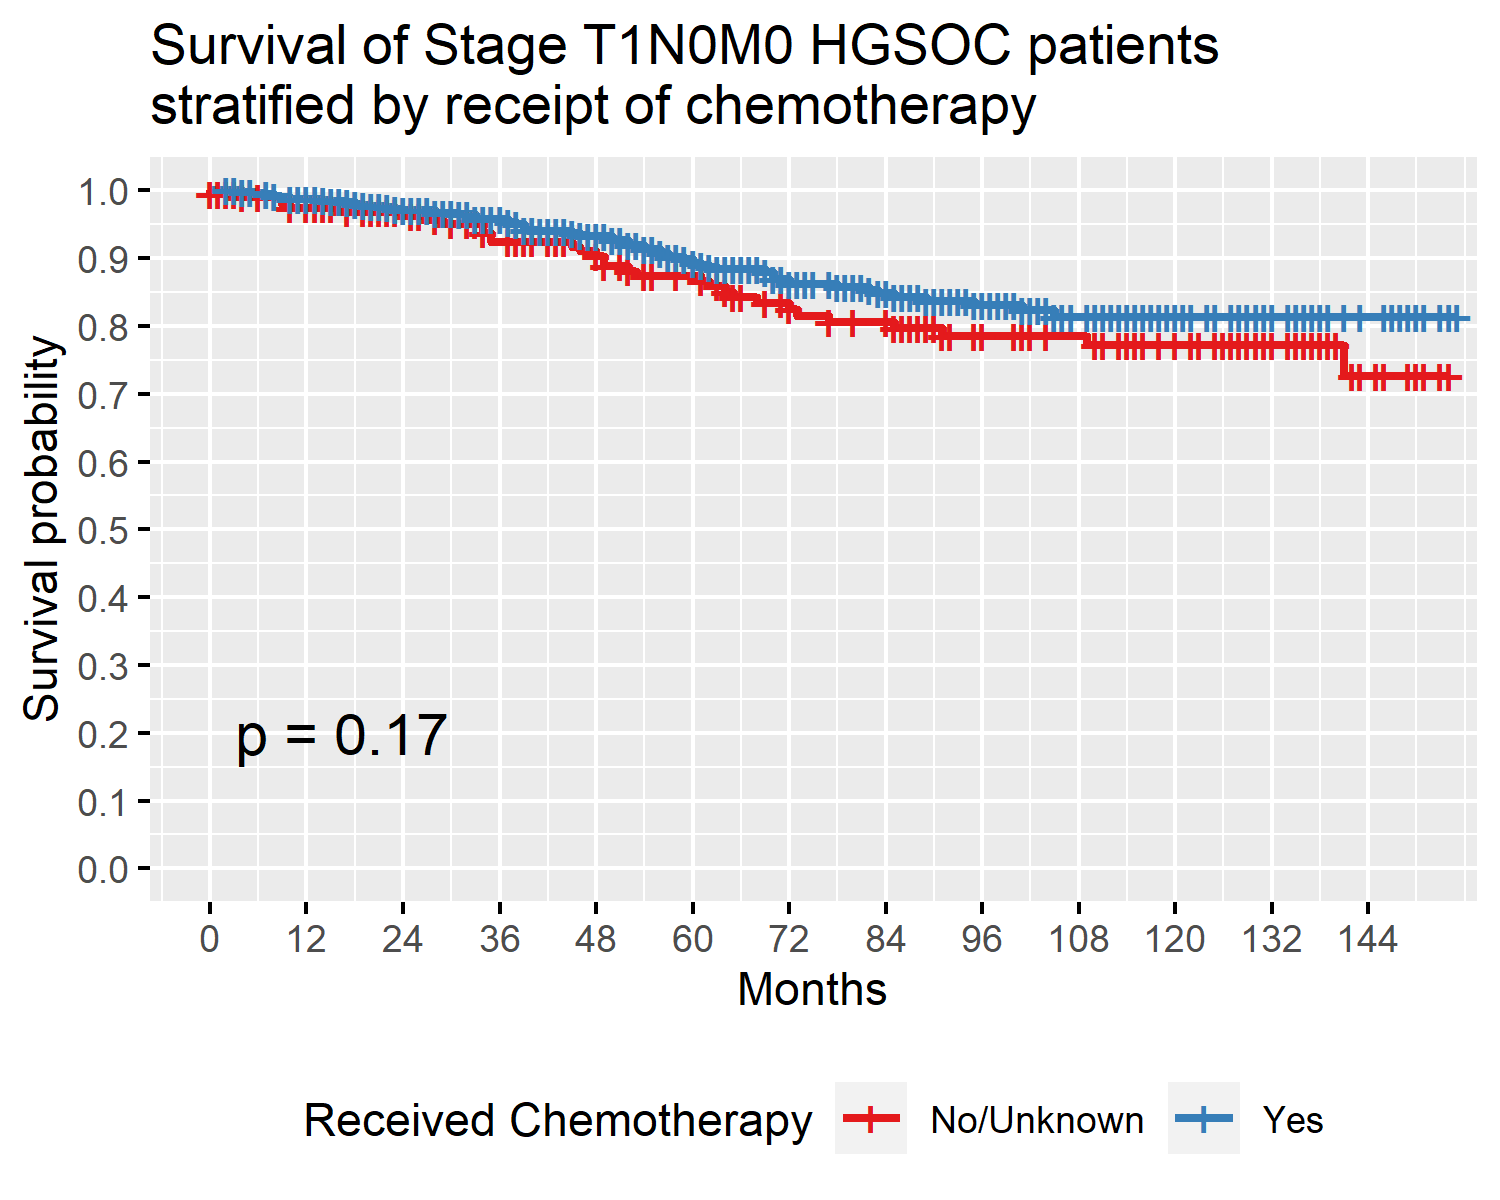 Survival of Stage T1N0M0 HGSOC patients
stratified by receipt of chemotherapy
Survival probability
1.0
0.9
0.8
0.7
0.6
0.5
0.4
0.3
0.2
0.1
0.0
p = 0.17
0 12 24 36 48 60 72 84 96 108 120 132 144
Months
Received Chemotherapy No/Unknown Yes